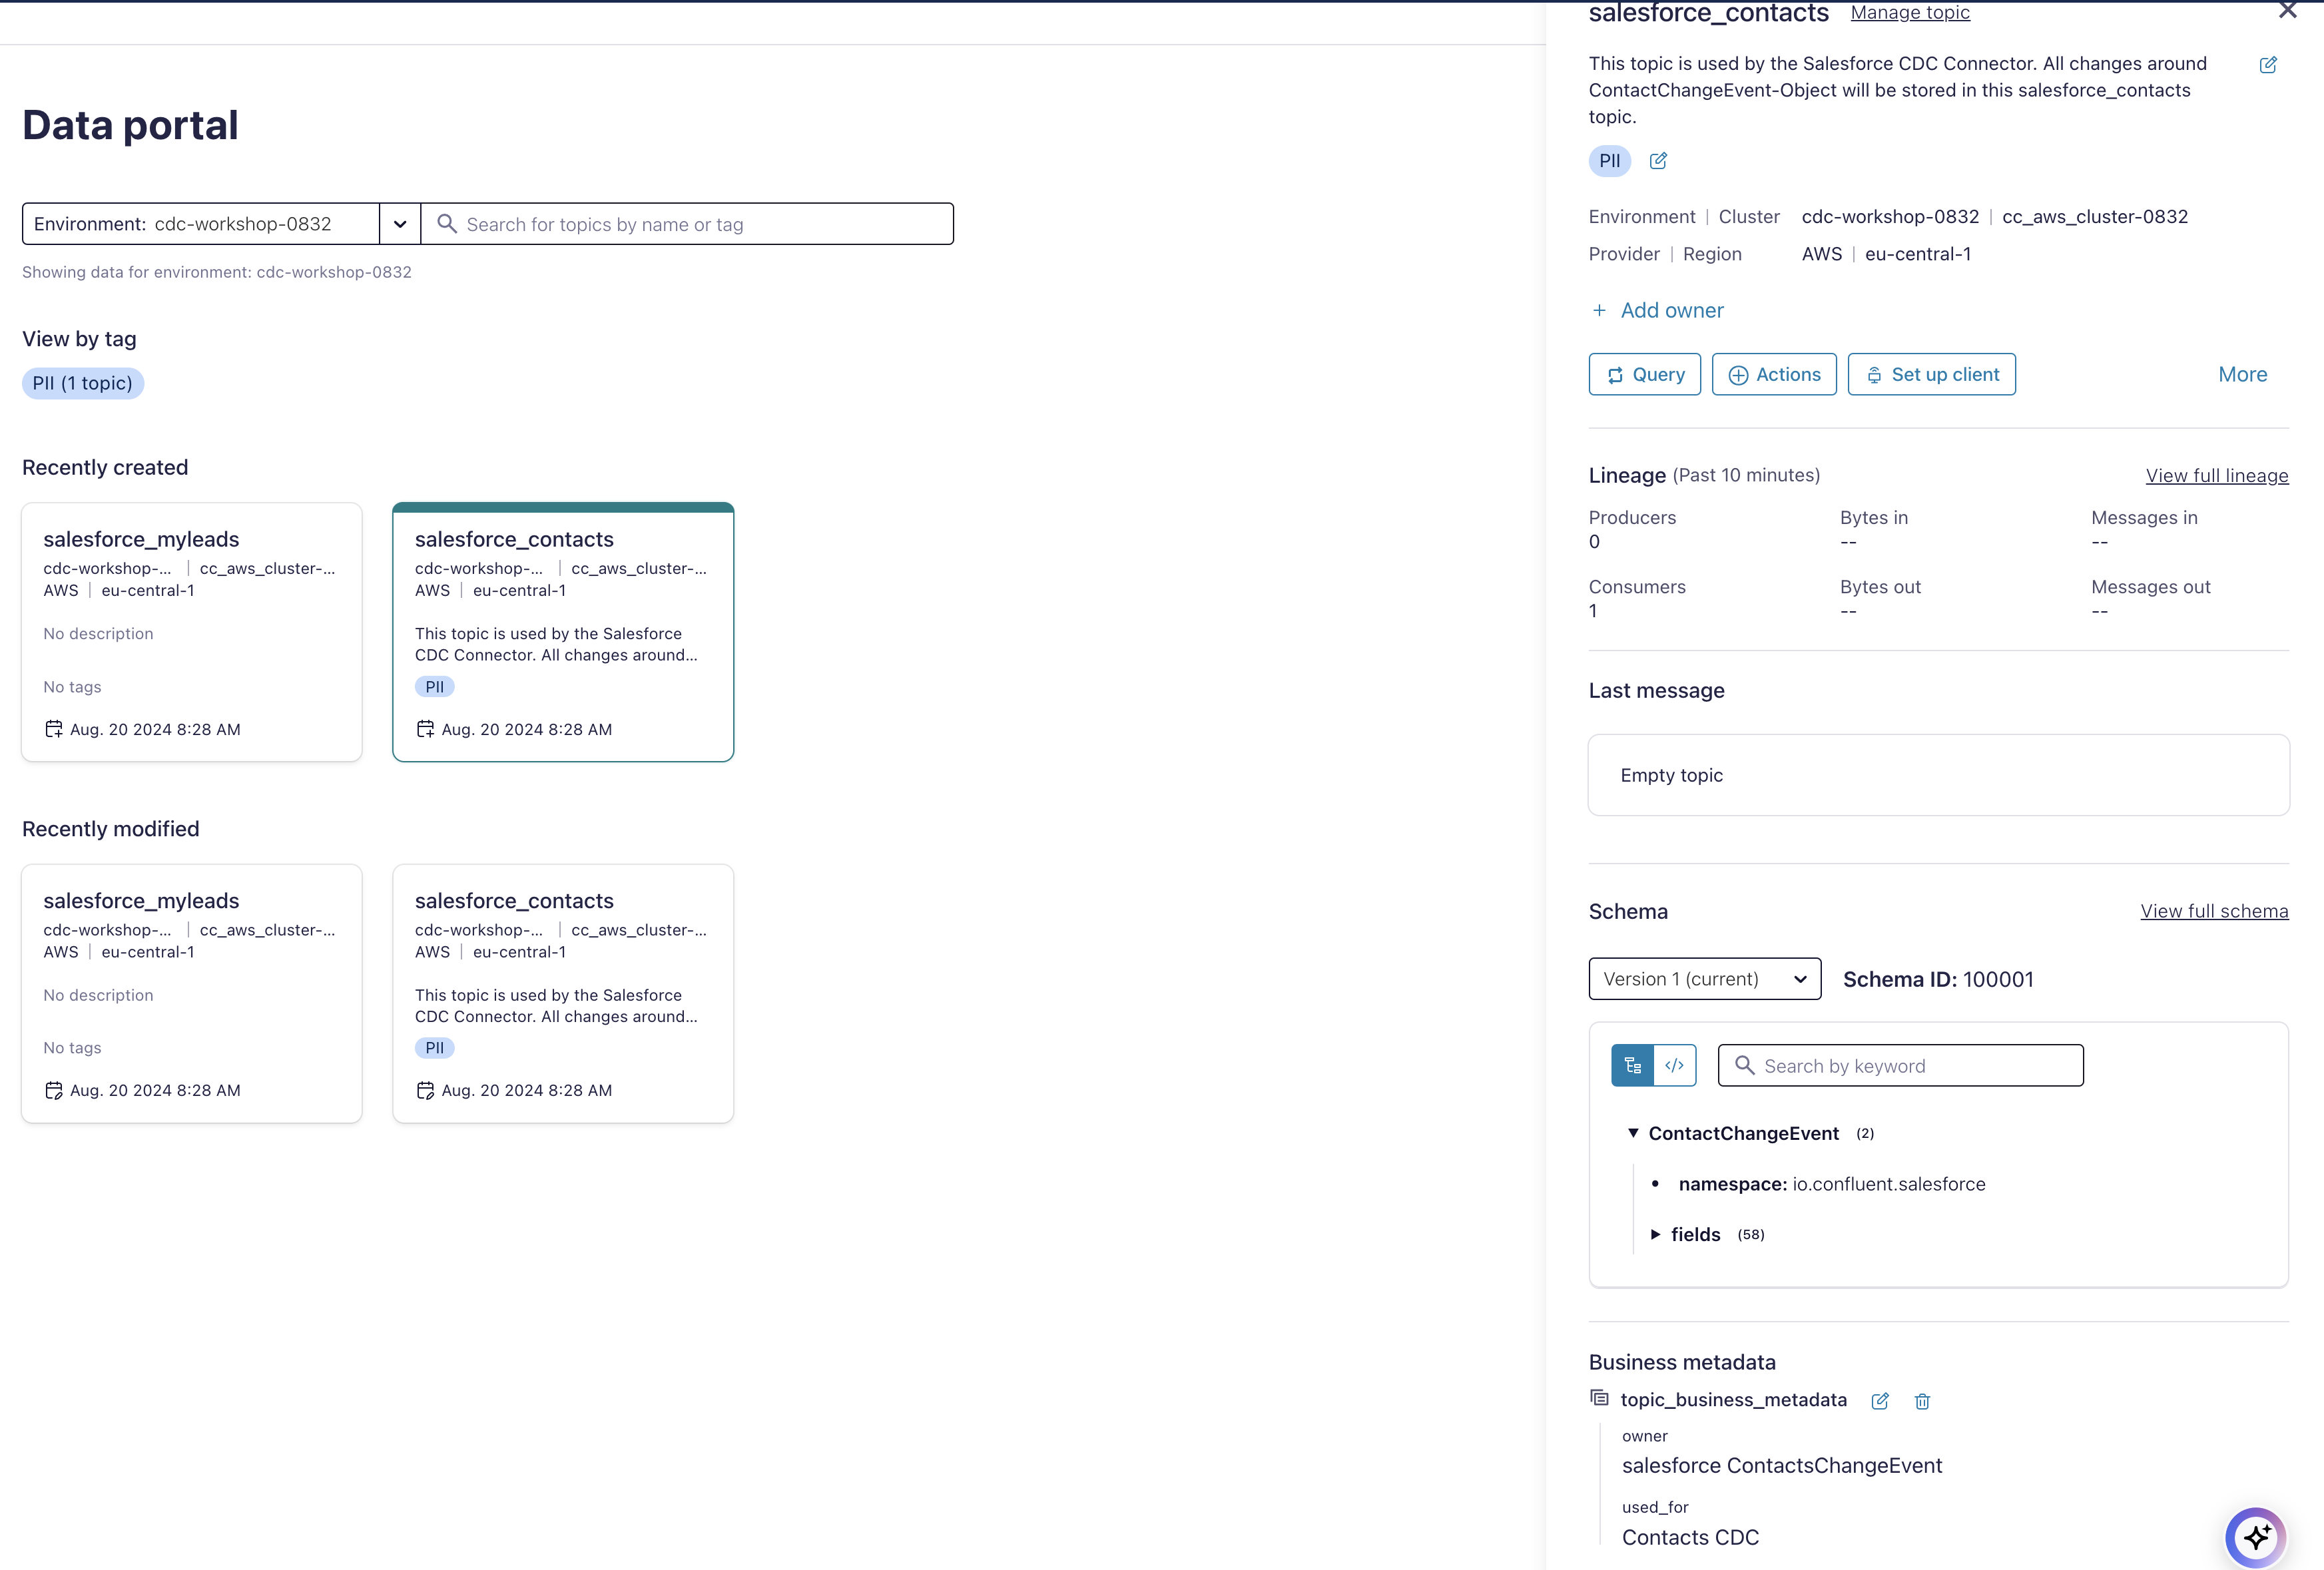 Data portal
Environment: cdc-workshop-0832
Search for topics by name or tag
Showing data for environment: cdc-workshop-0832
View by tag
PII (1 topic)
Recently created
salesforce_myleads
cdc-workshop-... | cc_aws_cluster-...
AWS | eu-central-1
No description
No tags
Aug. 20 2024 8:28 AM
salesforce_contacts
cdc-workshop-... | cc_aws_cluster-...
AWS | eu-central-1
This topic is used by the Salesforce
CDC Connector. All changes around...
PII
Aug. 20 2024 8:28 AM
Recently modified
salesforce_myleads
cdc-workshop-... | cc_aws_cluster-...
AWS | eu-central-1
No description
No tags
Aug. 20 2024 8:28 AM
salesforce_contacts
cdc-workshop-... | cc_aws_cluster-...
AWS | eu-central-1
This topic is used by the Salesforce
CDC Connector. All changes around...
PII
Aug. 20 2024 8:28 AM
salesforce_contacts Manage topic
This topic is used by the Salesforce CDC Connector. All changes around
ContactChangeEvent-Object will be stored in this salesforce_contacts
topic.
PII
Environment | Cluster cdc-workshop-0832 | cc_aws_cluster-0832
Provider | Region AWS | eu-central-1
+ Add owner
Query Actions Set up client More
Lineage (Past 10 minutes) View full lineage
Producers Bytes in Messages in
0 -- --
Consumers Bytes out Messages out
1 -- --
Last message
Empty topic
Schema View full schema
Version 1 (current) Schema ID: 100001
</> Search by keyword
ContactChangeEvent (2)
• namespace: io.confluent.salesforce
fields (58)
Business metadata
topic_business_metadata
owner
salesforce ContactsChangeEvent
used_for
Contacts CDC